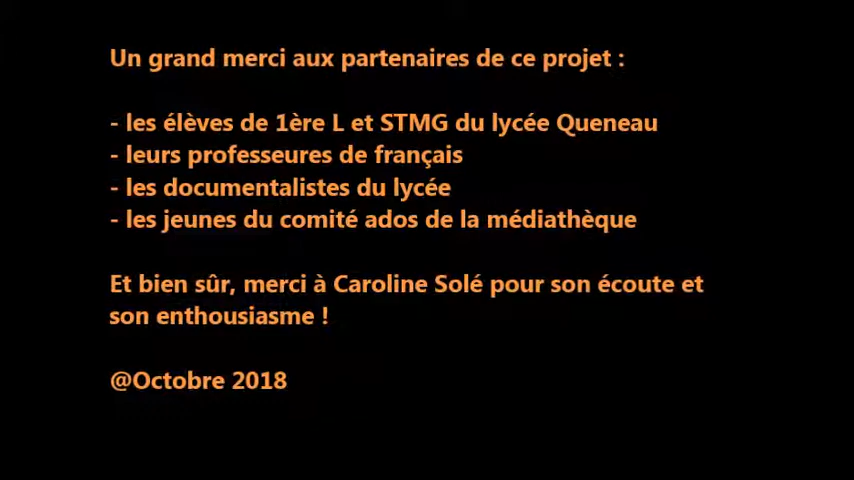 Un grand merci aux partenaires de ce projet :
- les élèves de 1ère L et STMG du lycée Queneau
- leurs professeures de français
- les documentalistes du lycée
- les jeunes du comité ados de la médiathèque
Et bien sûr, merci à Caroline Solé pour son écoute et
son enthousiasme !
@Octobre 2018